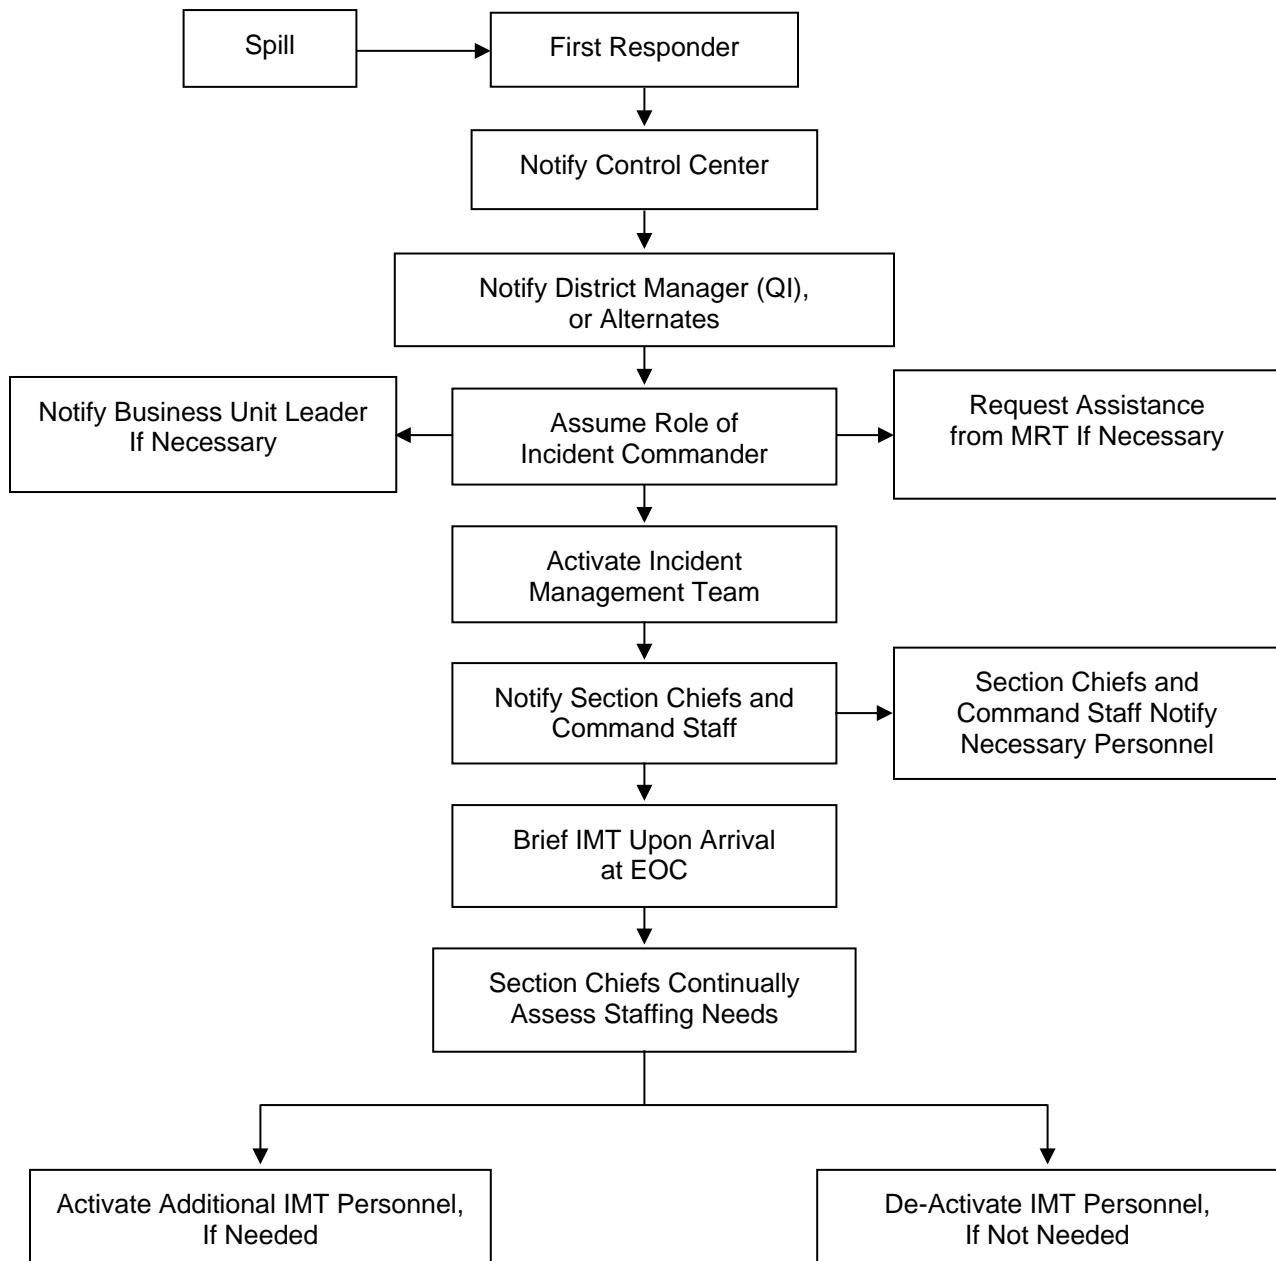 Spill
First Responder
Notify Control Center
Notify District Manager (QI),
or Alternates
Notify Business Unit Leader
If Necessary
Assume Role of
Incident Commander
Request Assistance
from MRT If Necessary
Activate Incident
Management Team
Notify Section Chiefs and
Command Staff
Section Chiefs and
Command Staff Notify
Necessary Personnel
Brief IMT Upon Arrival
at EOC
Section Chiefs Continually
Assess Staffing Needs
Activate Additional IMT Personnel,
If Needed
De-Activate IMT Personnel,
If Not Needed